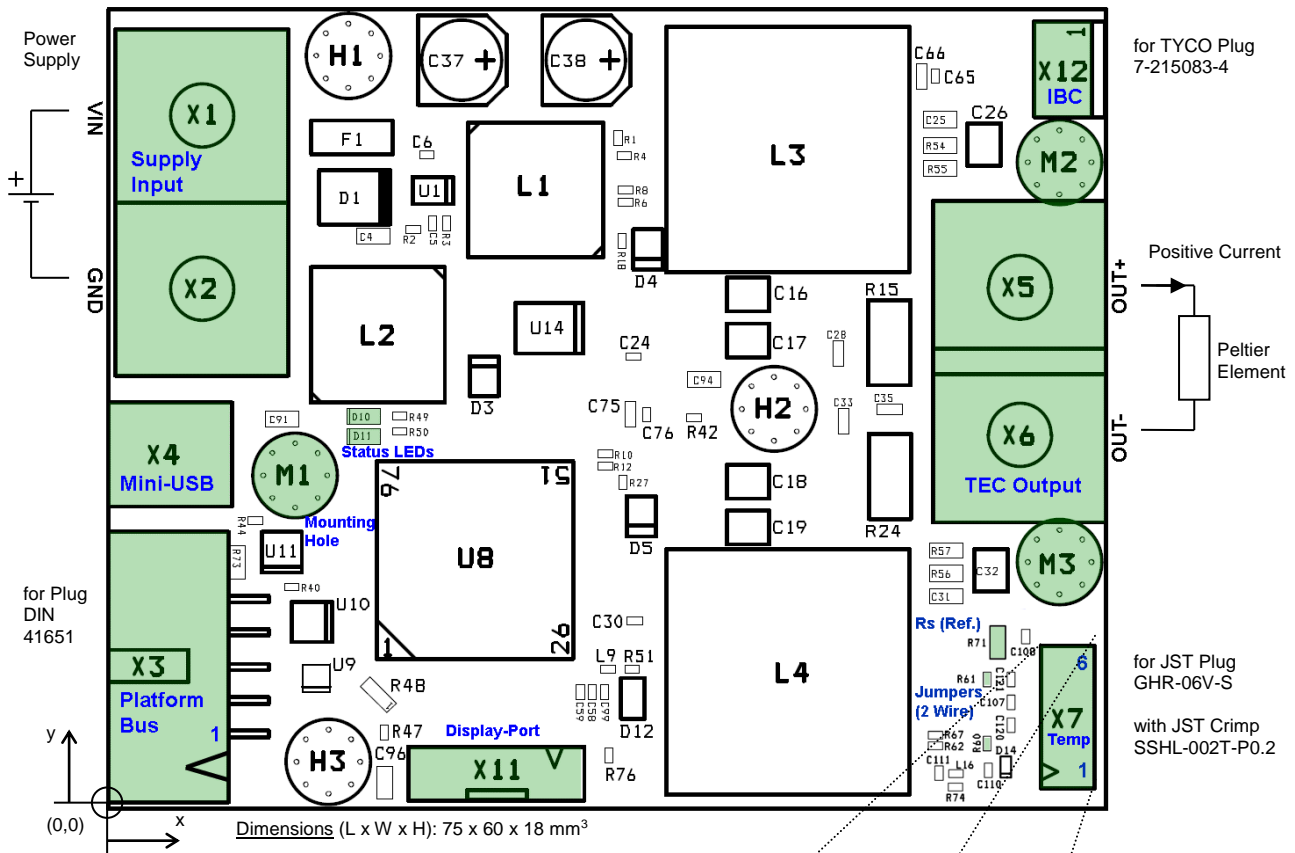 Power
Supply
VIN
+
GND
X1
Supply
Input
X2
H1
C37
+
C38
+
F1
C6
D1
U1
C4
R2
C5
R3
L1
R1
R4
R8
R6
R18
D4
L3
C66
C65
C25
R54
R55
C26
1
X12
IBC
for TYCO Plug
7-215083-4
M2
X5
OUT+
Positive Current
Peltier
Element
X6
OUT-
TEC Output
L2
U14
D3
C24
C16
C17
R15
C28
C94
C75
C76
R42
H2
C33
C35
C91
D10
R49
D11
R50
Status LEDs
X4
Mini-USB
M1
Mounting
Hole
76
51
U8
1
26
R10
R12
R27
D5
C18
C19
R24
R44
U11
R73
R40
for Plug
DIN
41651
U10
X3
Platform
Bus
1
U9
R48
R47
H3
C96
Display-Port
X11
C30
L9
R51
C59
C58
C99
D12
R76
L4
R57
R56
C31
C32
M3
Rs (Ref.)
R71
C108
R61
C121
Jumpers
(2 Wire)
C107
C120
R67
R62
R60
D14
C111
L16
C110
R74
6
X7
Temp
1
for JST Plug
GHR-06V-S
with JST Crimp
SSHL-002T-P0.2
y
(0,0)
x
Dimensions (L x W x H): 75 x 60 x 18 mm³